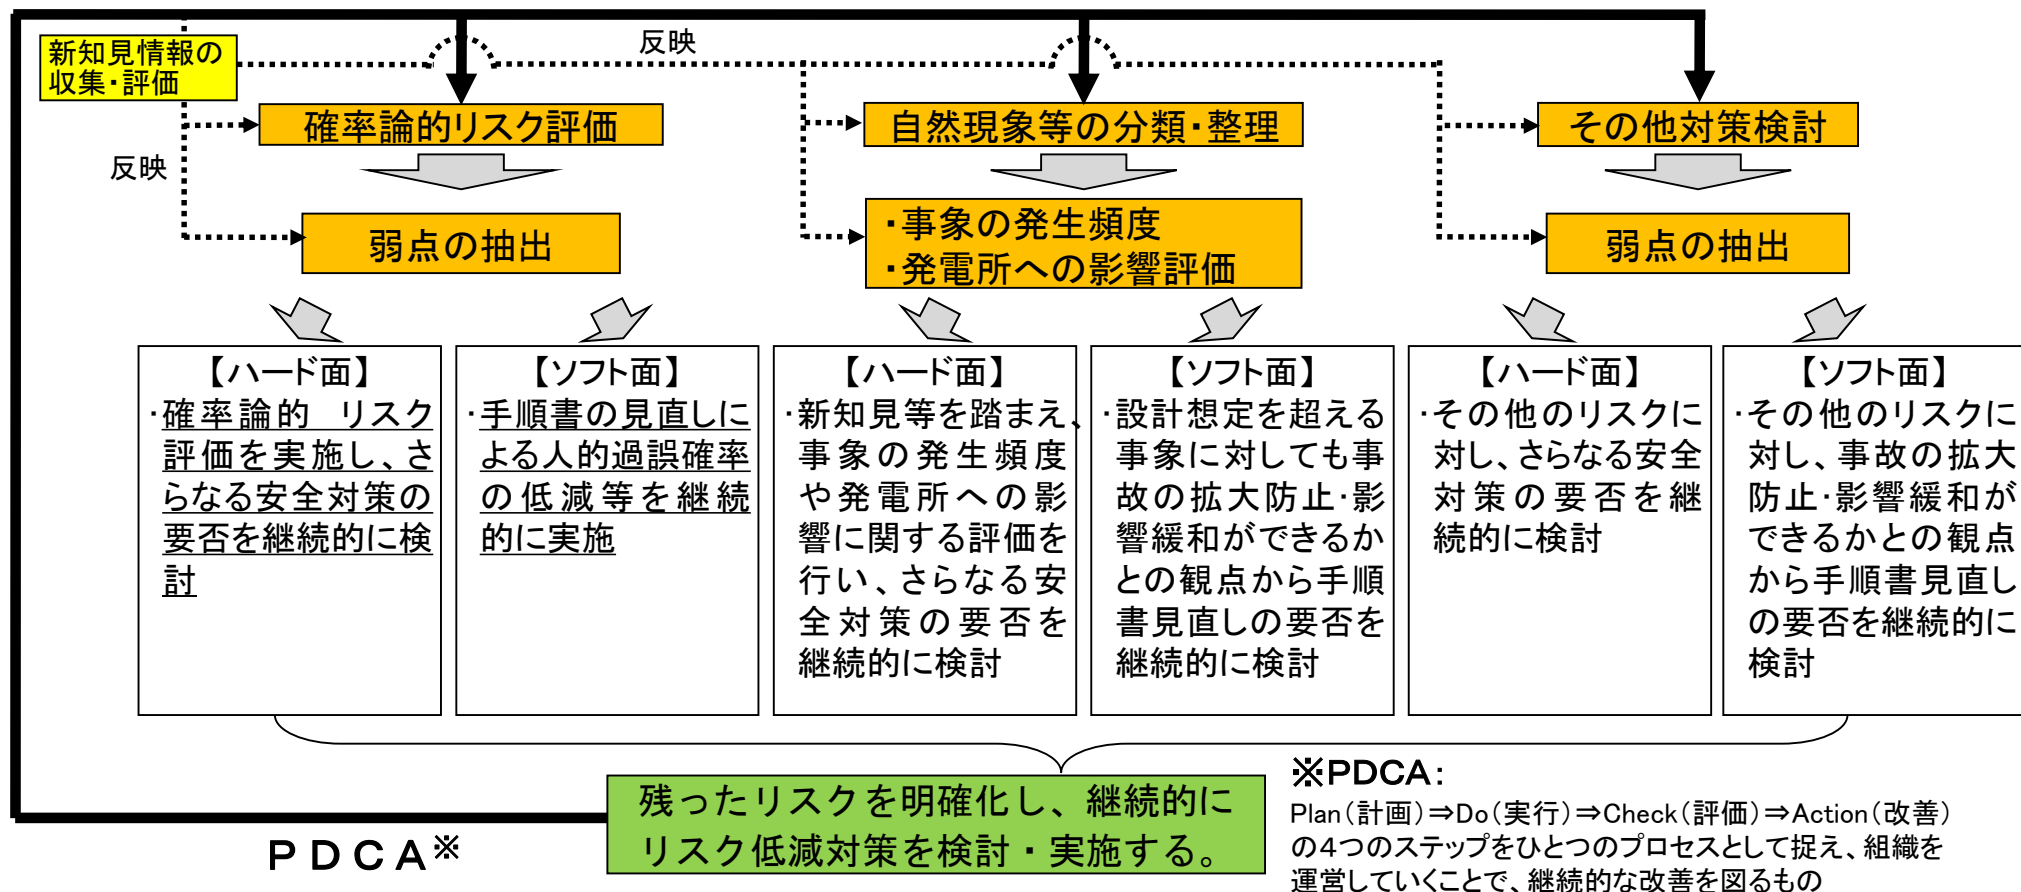 新知見情報の
収集・評価
反映
反映
確率論的リスク評価
弱点の抽出
自然現象等の分類・整理
・事象の発生頻度
・発電所への影響評価
その他対策検討
弱点の抽出
【ハード面】
・確率論的 リスク
評価を実施し、さ
らなる安全対策の
要否を継続的に検
討
【ソフト面】
・手順書の見直しに
よる人的過誤確率
の低減等を継続
的に実施
【ハード面】
・新知見等を踏まえ、
事象の発生頻度
や発電所への影
響に関する評価を
行い、さらなる安
全対策の要否を
継続的に検討
【ソフト面】
・設計想定を超える
事象に対しても事
故の拡大防止・影
響緩和ができるか
との観点から手順
書見直しの要否を
継続的に検討
【ハード面】
・その他のリスクに
対し、さらなる安全
対策の要否を継
続的に検討
【ソフト面】
・その他のリスクに
対し、事故の拡大
防止・影響緩和が
できるかとの観点
から手順書見直し
の要否を継続的に
検討
残ったリスクを明確化し、継続的に
リスク低減対策を検討・実施する。
ＰＤＣＡ※
※PDCA：
Plan（計画）⇒Do（実行）⇒Check（評価）⇒Action（改善）
の４つのステップをひとつのプロセスとして捉え、組織を
運営していくことで、継続的な改善を図るもの